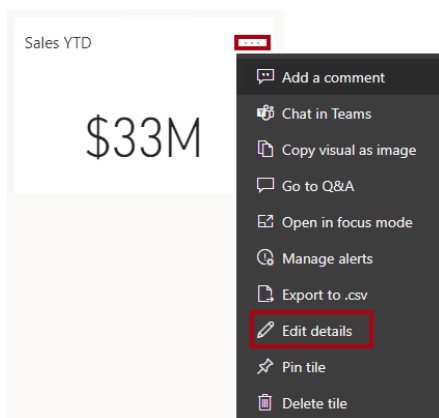 Sales YTD
...
$33M
Add a comment
Chat in Teams
Copy visual as image
Go to Q&A
Open in focus mode
Manage alerts
Export to .csv
Edit details
Pin tile
Delete tile